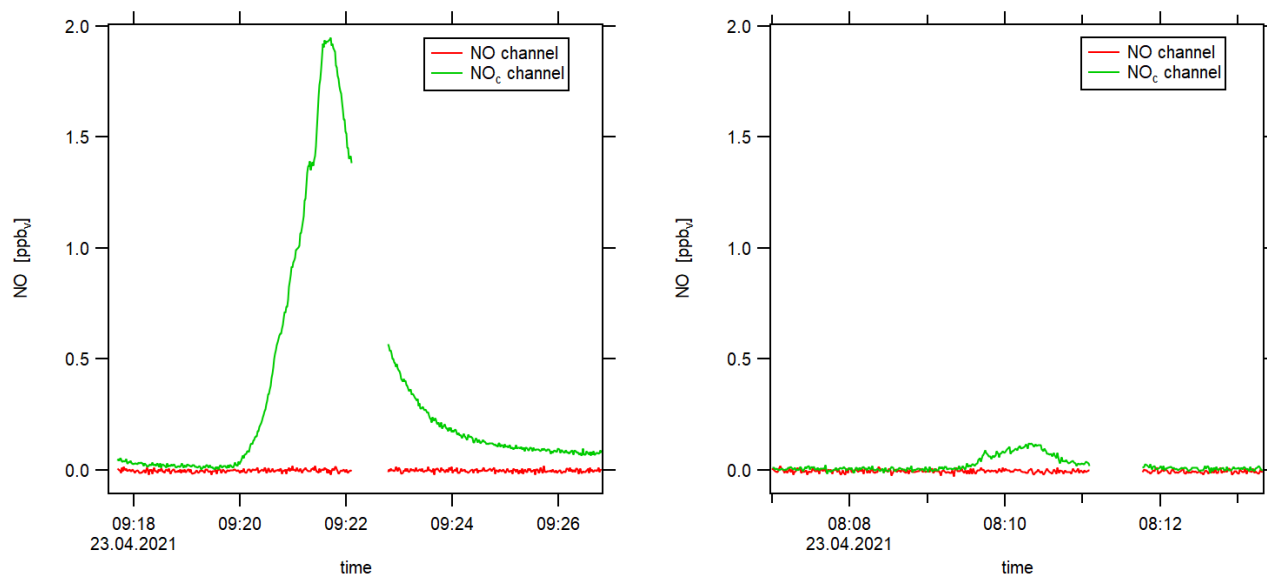 2.0
1.5
1.0
0.5
0.0
NO [ppbv]
NO channel
NOc channel
09:18
09:20
09:22
09:24
09:26
23.04.2021
time
2.0
1.5
1.0
0.5
0.0
NO [ppbv]
NO channel
NOc channel
08:08
08:10
08:12
23.04.2021
time